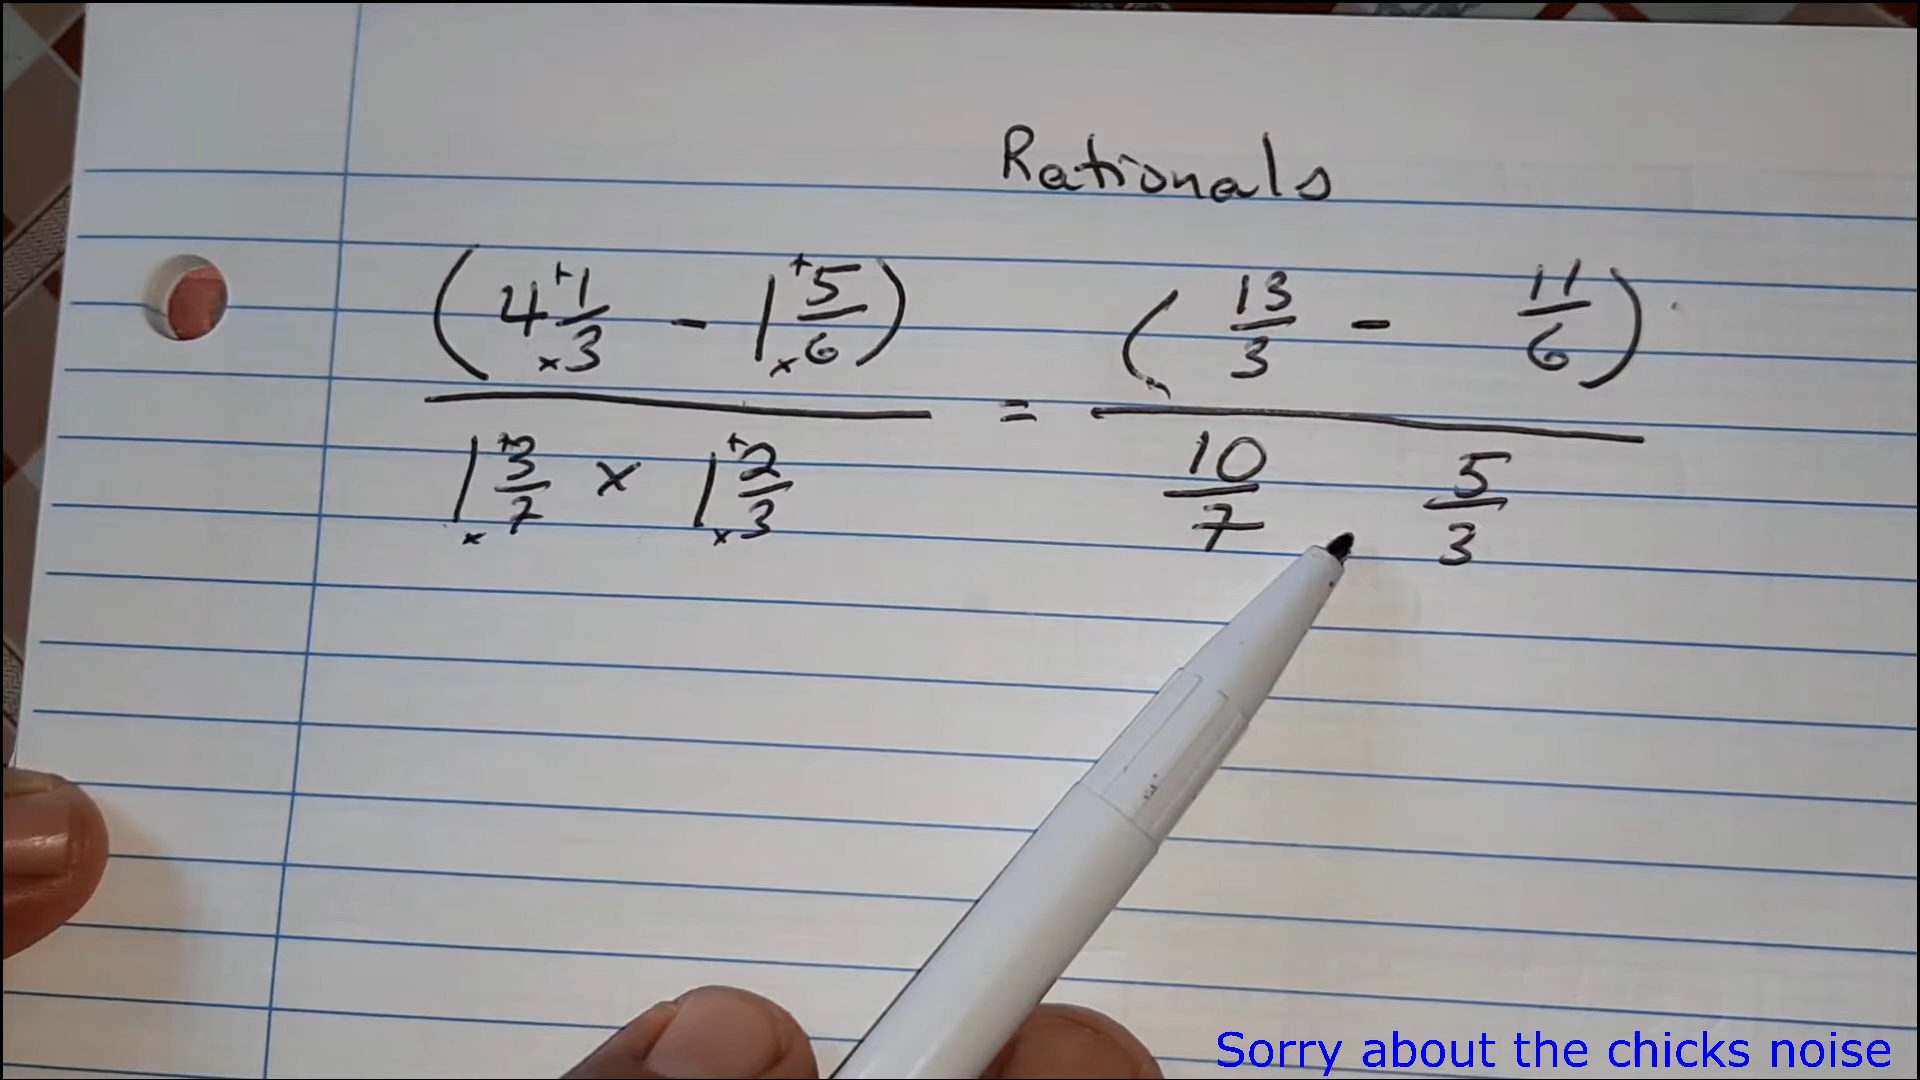 Rationals
(4 +1/×3 - 1 +5/×6) / (1 +3/×7 × 1 +2/×3) = (13/3 - 11/6) / (10/7 5/3)
Sorry about the chicks noise